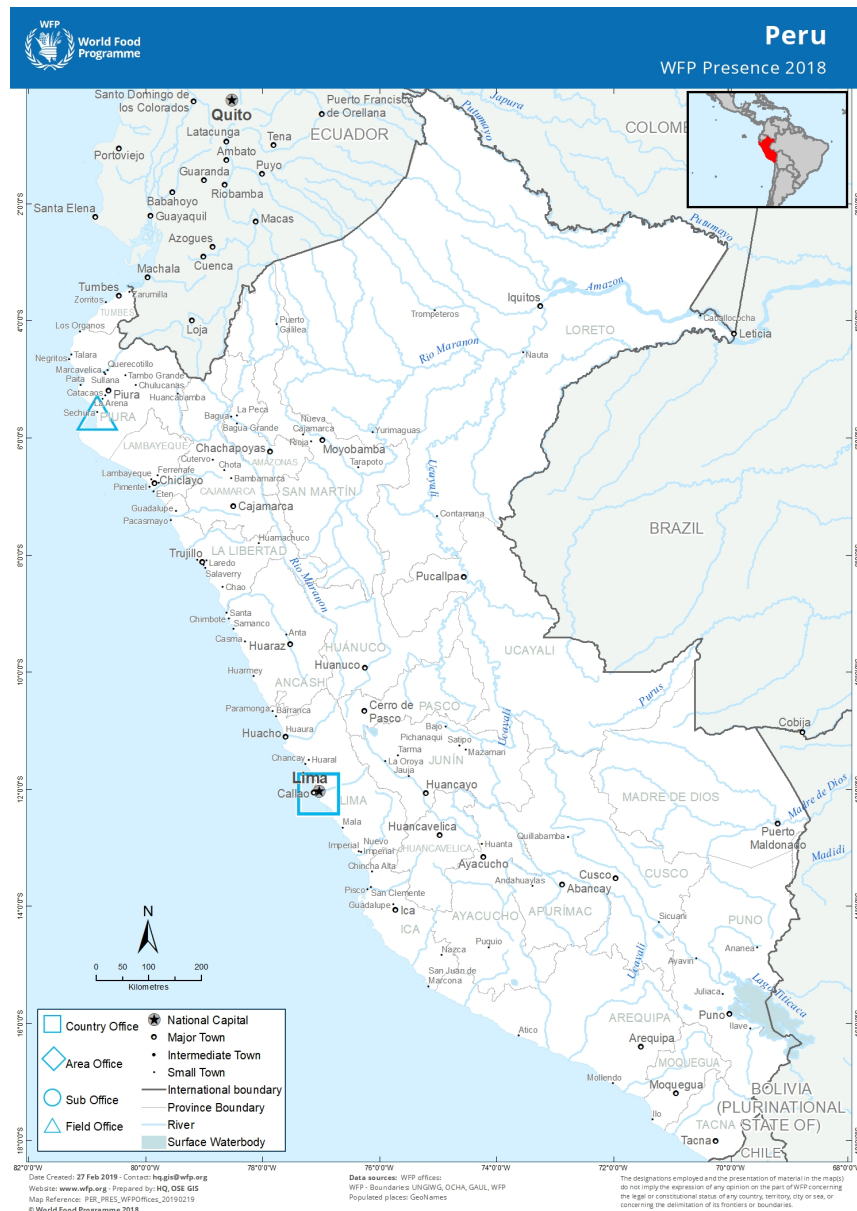 WFP
World Food
Programme
Peru
WFP Presence 2018
Santo Domingo de
los Colorados
Quito
Puerto Francisco
de Orellana
ECUADOR
Putumayo
Japura
Latacunga
Tena
Portoviejo
Ambato
Puyo
Guaranda
Riobamba
Babahoyo
Santa Elena
Guayaquil
Macas
Azogues
Cuenca
Machala
Putumayo
Tumbes
Zarumilla
Zorritos
TUMBES
Amazon
Iquitos
Trompeteros
Caballococha
Los Organos
Loja
Puerto
Galilea
LORETO
Leticia
Rio Maranon
Nauta
Talara
Negritos
Querecotillo
Marcavelica
Tambo Grande
Paita
Sullana
Chulucanas
Catacaos
Piura
Huancabamba
La Arena
Sechura
PIURA
La Peca
Bagua
Bagua Grande
Nueva
Cajamarca
Rioja
Yurimaguas
LAMBAYEQUE
Chachapoyas
Moyobamba
Cutervo
AMAZONAS
Tarapoto
Chota
Ferrenafe
Lambayeque
Chiclayo
Bambamarca
Pimentel
Eten
CAJAMARCA
SAN MARTÍN
Ucayali
Guadalupe
Cajamarca
Pacasmayo
Contamana
BRAZIL
Huamachuco
Trujillo
LA LIBERTAD
Laredo
Salaverry
Rio Maranon
Pucallpa
Chao
Santa
Chimbote
Samanco
Casma
Anta
Huaraz
HUÁNUCO
UCAYALI
Huanuco
Huarmey
ANCASH
Purus
Paramonga
Barranca
Cerro de
Pasco
PASCO
Ucayali
Cobija
Huacho
Huaura
Bajo
Pichanaqui
Satipo
Mazamari
Tarma
Chancay
Huaral
La Oroya
JUNÍN
Jauja
Lima
Callao
LIMA
Huancayo
MADRE DE DIOS
Madre de Dios
Mala
Huancavelica
Puerto
Maldonado
Imperial
Nuevo
Imperial
HUANCAVELICA
Huanta
Quillabamba
Madidi
Chincha Alta
Ayacucho
Cusco
CUSCO
Andahuaylas
Abancay
Pisco
San Clemente
Guadalupe
Ica
ICA
AYACUCHO
APURÍMAC
Sicuani
PUNO
Puquio
Nazca
Ucayali
Ananea
San Juan de
Marcona
Ayaviri
Lago Titicaca
Juliaca
AREQUIPA
Puno
Ilave
Atico
Arequipa
MOQUEGUA
Mollendo
Moquegua
BOLIVIA
(PLURINATIONAL
STATE OF)
Ilo
TACNA
Tacna
CHILE
N
0 50 100 200
Kilometres
Country Office
Area Office
Sub Office
Field Office
National Capital
Major Town
Intermediate Town
Small Town
International boundary
Province Boundary
River
Surface Waterbody
2°0'0"S
4°0'0"S
6°0'0"S
8°0'0"S
10°0'0"S
12°0'0"S
14°0'0"S
16°0'0"S
18°0'0"S
82°0'0"W 80°0'0"W 78°0'0"W 76°0'0"W 74°0'0"W 72°0'0"W 70°0'0"W
Date Created: 27 Feb 2019 - Contact: hq.gis@wfp.org
Website: www.wfp.org - Prepared by: HQ, OSE GIS
Map Reference: PER_PRES_WFPOffices_20190219
© World Food Programme 2018
Data sources: WFP offices:
WFP - Boundaries: UNGIWG, OCHA, GAUL, WFP
Populated places: GeoNames
The designations employed and the presentation of material in the map(s)
do not imply the expression of any opinion on the part of WFP concerning
the legal or constitutional status of any country, territory, city or sea, or
concerning the delimitation of its frontiers or boundaries.